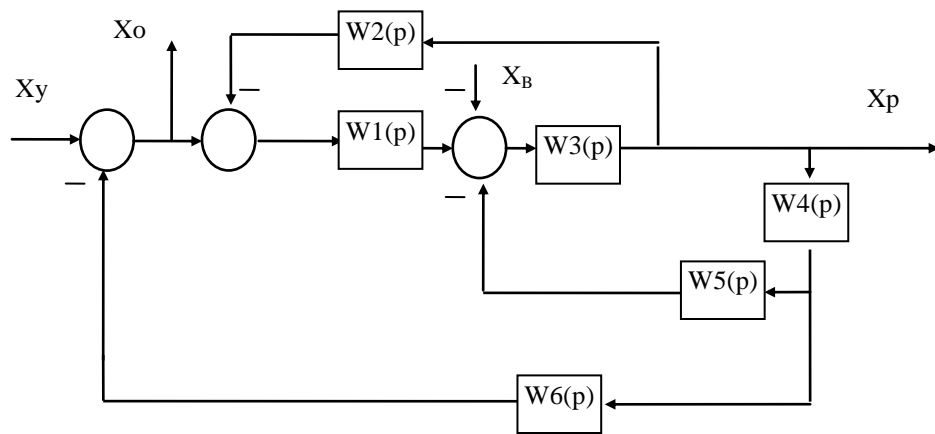 Xo
W2(p)
Xy
—
—
X_B
Xp
W1(p)
W3(p)
—
—
W4(p)
W5(p)
W6(p)